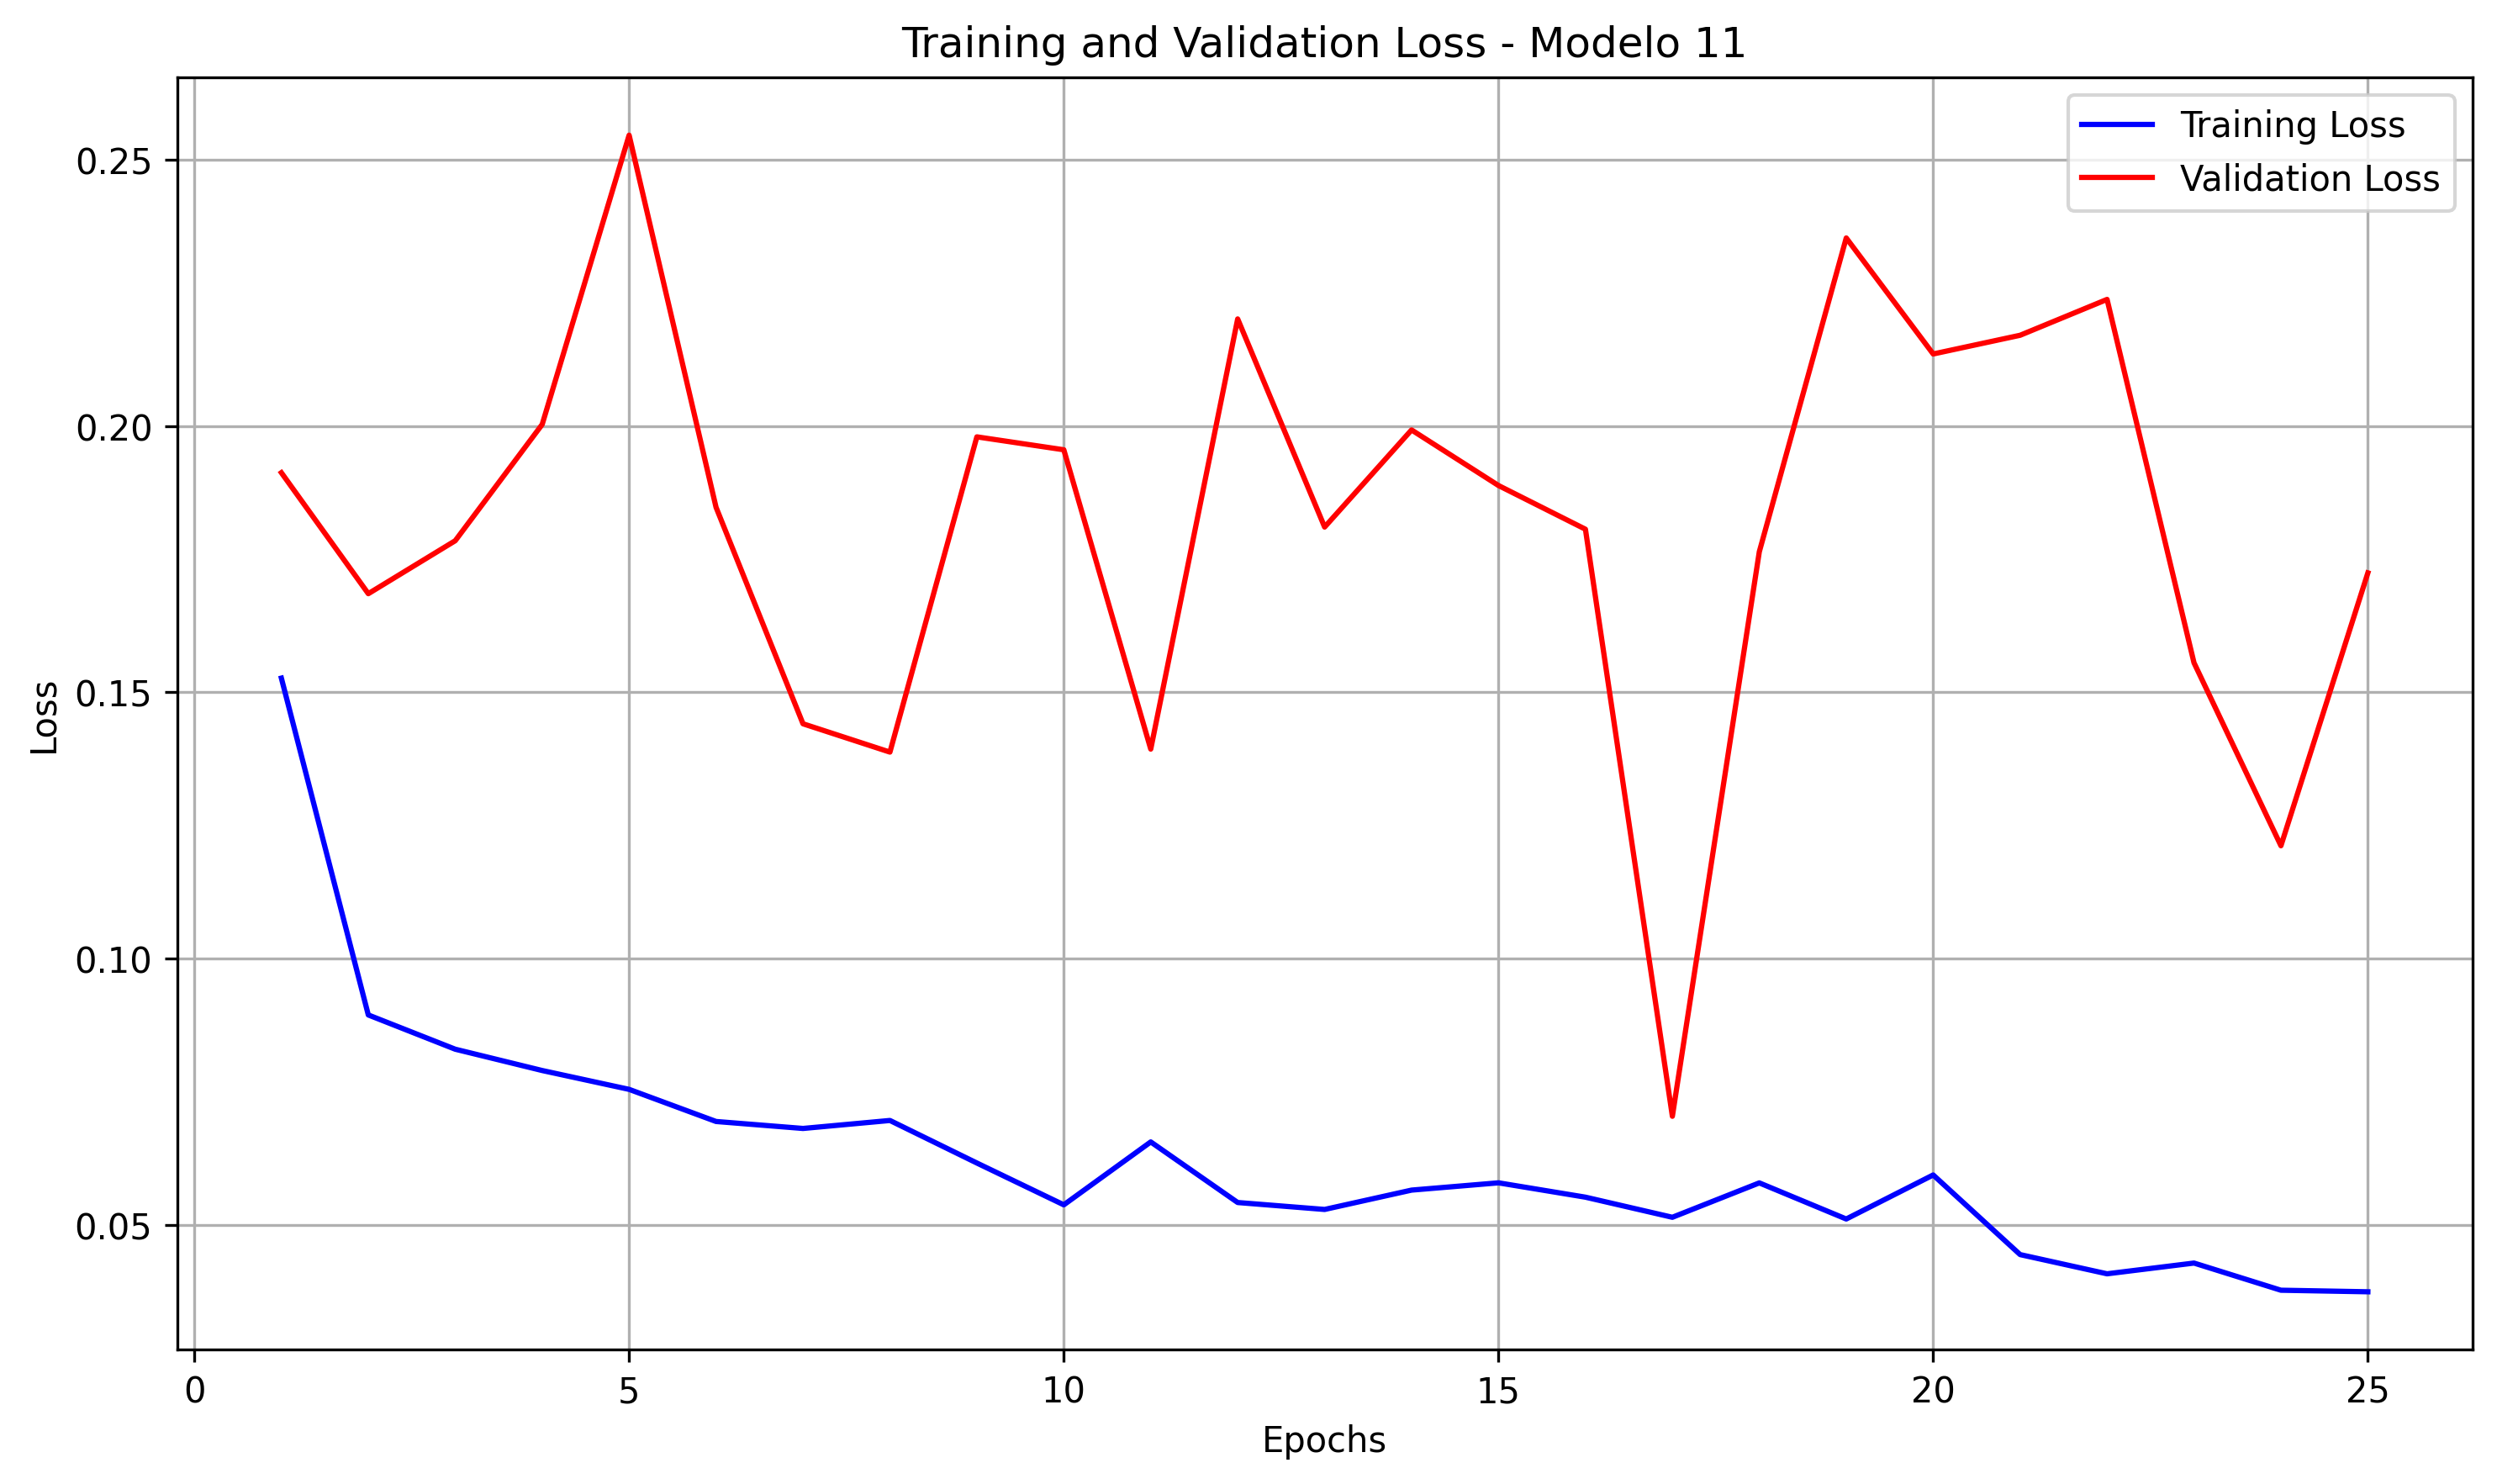 Training and Validation Loss - Modelo 11
Training Loss
Validation Loss
0.25
0.20
0.15
0.10
0.05
Loss
0 5 10 15 20 25
Epochs